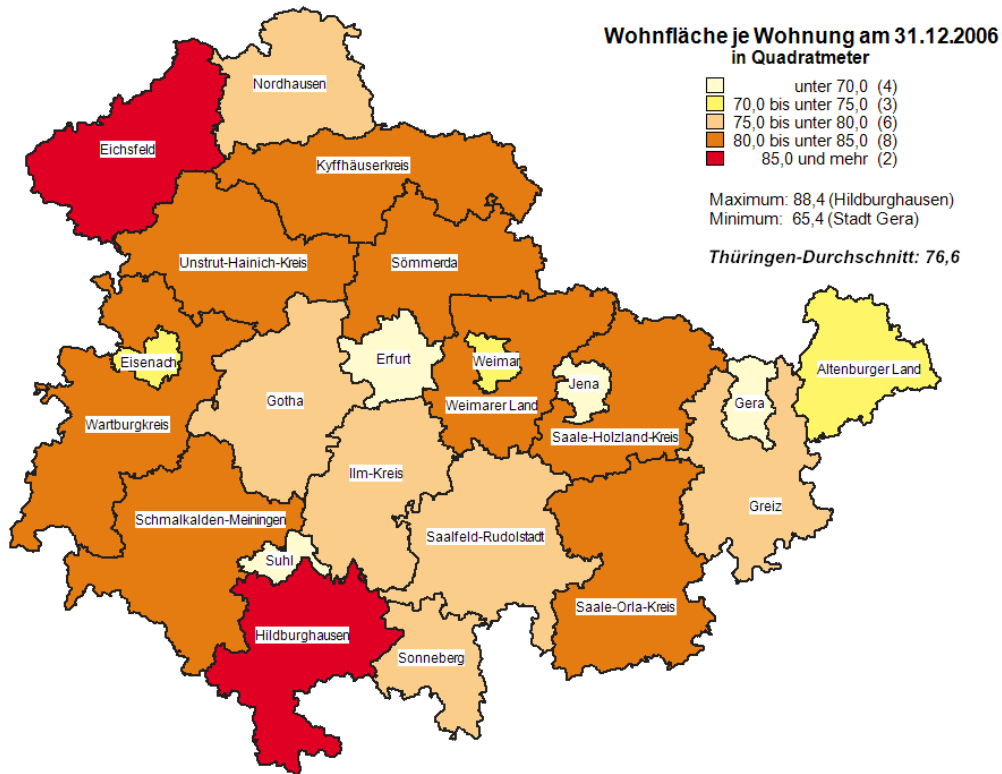 Wohnfläche je Wohnung am 31.12.2006
in Quadratmeter
unter 70,0 (4)
70,0 bis unter 75,0 (3)
75,0 bis unter 80,0 (6)
80,0 bis unter 85,0 (8)
85,0 und mehr (2)
Maximum: 88,4 (Hildburghausen)
Minimum: 65,4 (Stadt Gera)
Thüringen-Durchschnitt: 76,6
Nordhausen
Eichsfeld
Kyffhäuserkreis
Unstrut-Hainich-Kreis
Sömmerda
Eisenach
Erfurt
Weimar
Jena
Altenburger Land
Gotha
Weimarer Land
Gera
Wartburgkreis
Saale-Holzland-Kreis
Ilm-Kreis
Greiz
Schmalkalden-Meiningen
Saalfeld-Rudolstadt
Suhl
Saale-Orla-Kreis
Hildburghausen
Sonneberg